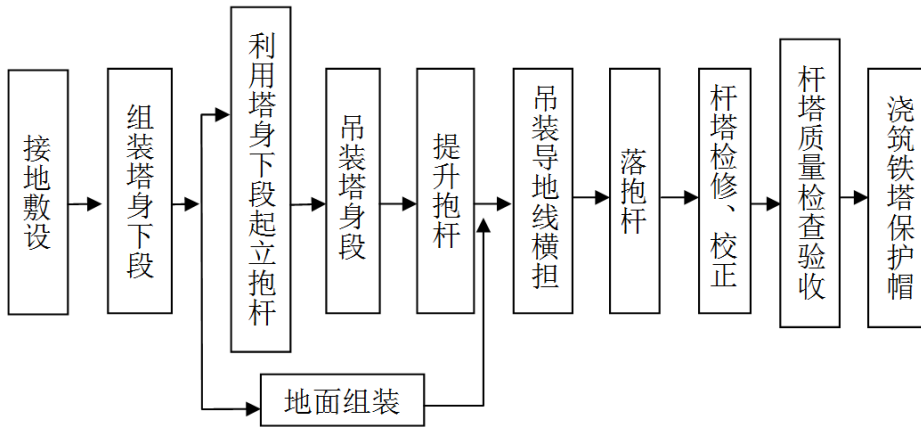 接地敷设
组装塔身下段
利用塔身下段起立抱杆
吊装塔身段
提升抱杆
吊装导地线横担
落抱杆
杆塔检修、校正
杆塔质量检查验收
浇筑铁塔保护帽
地面组装